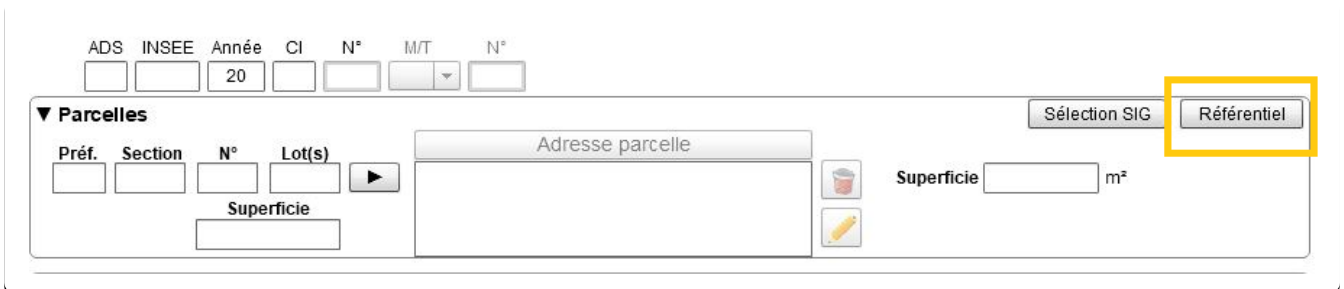 ADS INSEE Année CI N° M/T N°
20
▼ Parcelles Sélection SIG Référentiel
Préf. Section N° Lot(s) Adresse parcelle
Superficie m²
Superficie